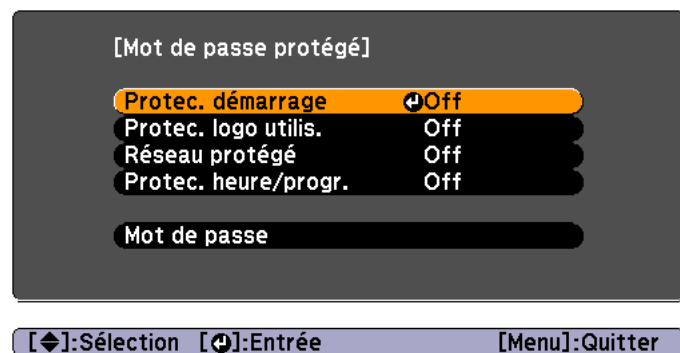 [Mot de passe protégé]
Protec. démarrage Off
Protec. logo utilis. Off
Réseau protégé Off
Protec. heure/progr. Off
Mot de passe
[◆]:Sélection [↵]:Entrée [Menu]:Quitter